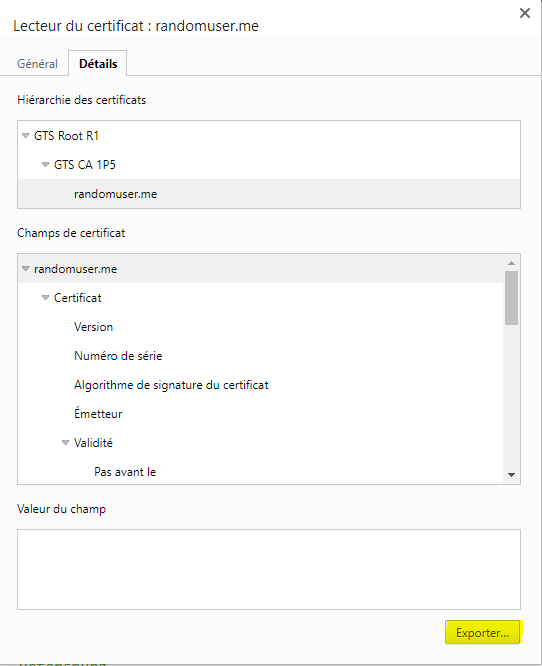 Lecteur du certificat : randomuser.me
Général Détails
Hiérarchie des certificats
GTS Root R1
GTS CA 1P5
randomuser.me
Champs de certificat
randomuser.me
Certificat
Version
Numéro de série
Algorithme de signature du certificat
Émetteur
Validité
Pas avant le
Valeur du champ
Exporter...